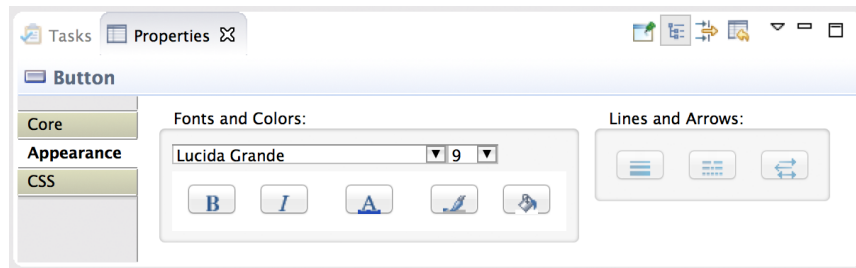 Tasks Properties
Button
Core
Appearance
CSS
Fonts and Colors:
Lucida Grande 9
B I A
Lines and Arrows: